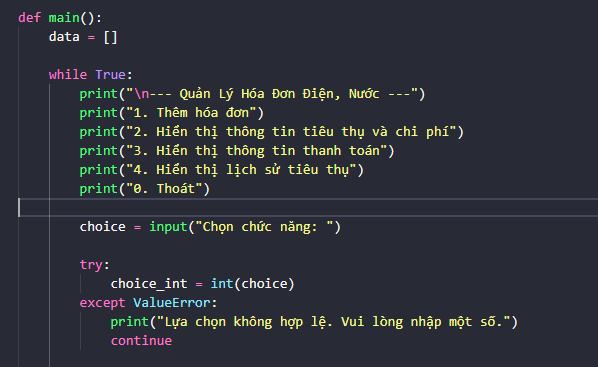 def main():
    data = []
    while True:
        print("\n--- Quản Lý Hóa Đơn Điện, Nước ---")
        print("1. Thêm hóa đơn")
        print("2. Hiển thị thông tin tiêu thụ và chi phí")
        print("3. Hiển thị thông tin thanh toán")
        print("4. Hiển thị lịch sử tiêu thụ")
        print("0. Thoát")
        choice = input("Chọn chức năng: ")
        try:
            choice_int = int(choice)
        except ValueError:
            print("Lựa chọn không hợp lệ. Vui lòng nhập một số.")
            continue